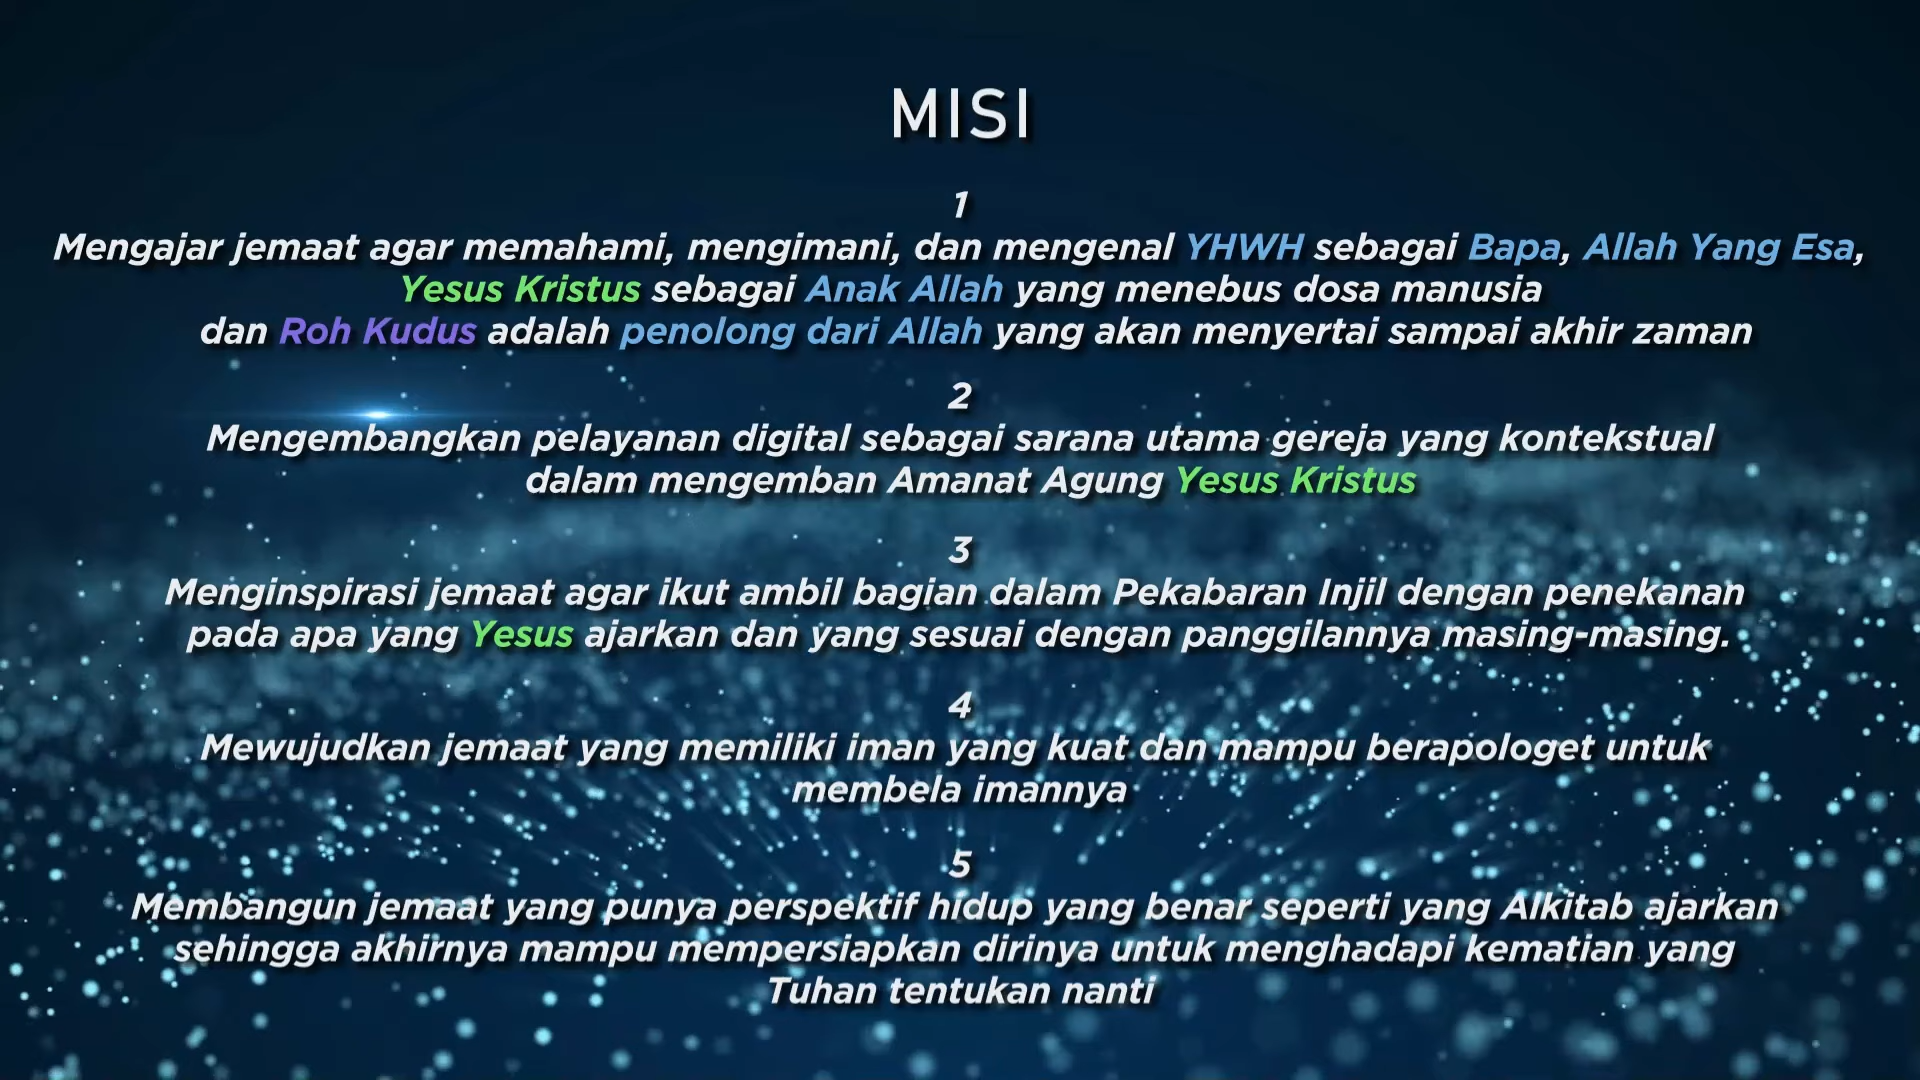 MISI
1
Mengajar jemaat agar memahami, mengimani, dan mengenal YHWH sebagai Bapa, Allah Yang Esa,
Yesus Kristus sebagai Anak Allah yang menebus dosa manusia
dan Roh Kudus adalah penolong dari Allah yang akan menyertai sampai akhir zaman
2
Mengembangkan pelayanan digital sebagai sarana utama gereja yang kontekstual
dalam mengemban Amanat Agung Yesus Kristus
3
Menginspirasi jemaat agar ikut ambil bagian dalam Pekabaran Injil dengan penekanan
pada apa yang Yesus ajarkan dan yang sesuai dengan panggilannya masing-masing.
4
Mewujudkan jemaat yang memiliki iman yang kuat dan mampu berapologet untuk
membela imannya
5
Membangun jemaat yang punya perspektif hidup yang benar seperti yang Alkitab ajarkan
sehingga akhirnya mampu mempersiapkan dirinya untuk menghadapi kematian yang
Tuhan tentukan nanti